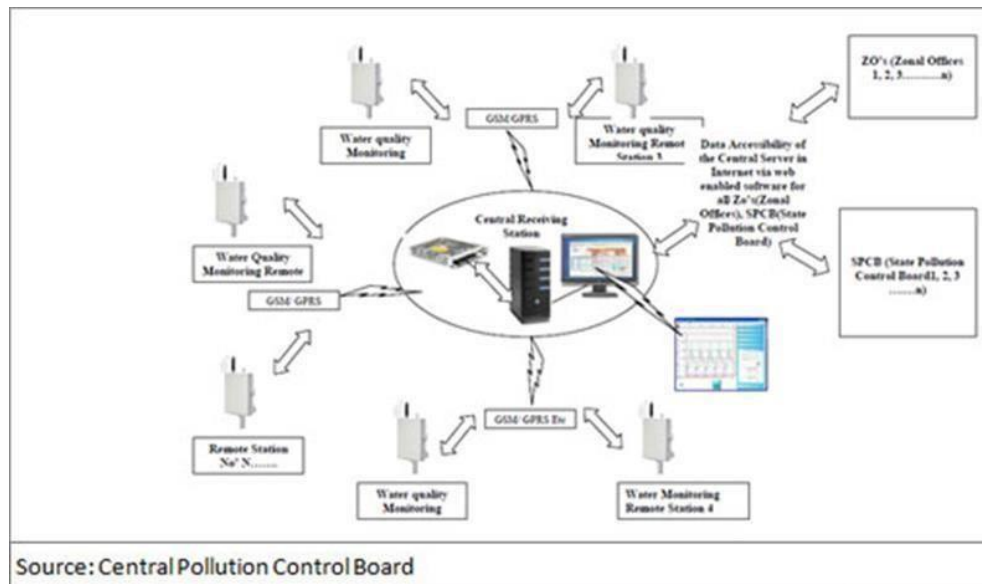 ZO's (Zonal Offices
1, 2, 3............n)
GSM/GPRS
Water quality
Monitoring
Water quality
Monitoring Remot
Station 3
Data Accessibility of
the Central Server in
Internet via web
enabled software for
all Zo's(Zonal
Offices), SPCB(State
Pollution Control
Board)
Central Receiving
Station
Water Quality
Monitoring Remote
SPCB (State Pollution
Control Board1, 2, 3
........n)
GSM/ GPRS
GSM/ GPRS Etc
Remote Station
No' N.......
Water quality
Monitoring
Water Monitoring
Remote Station 4
Source: Central Pollution Control Board